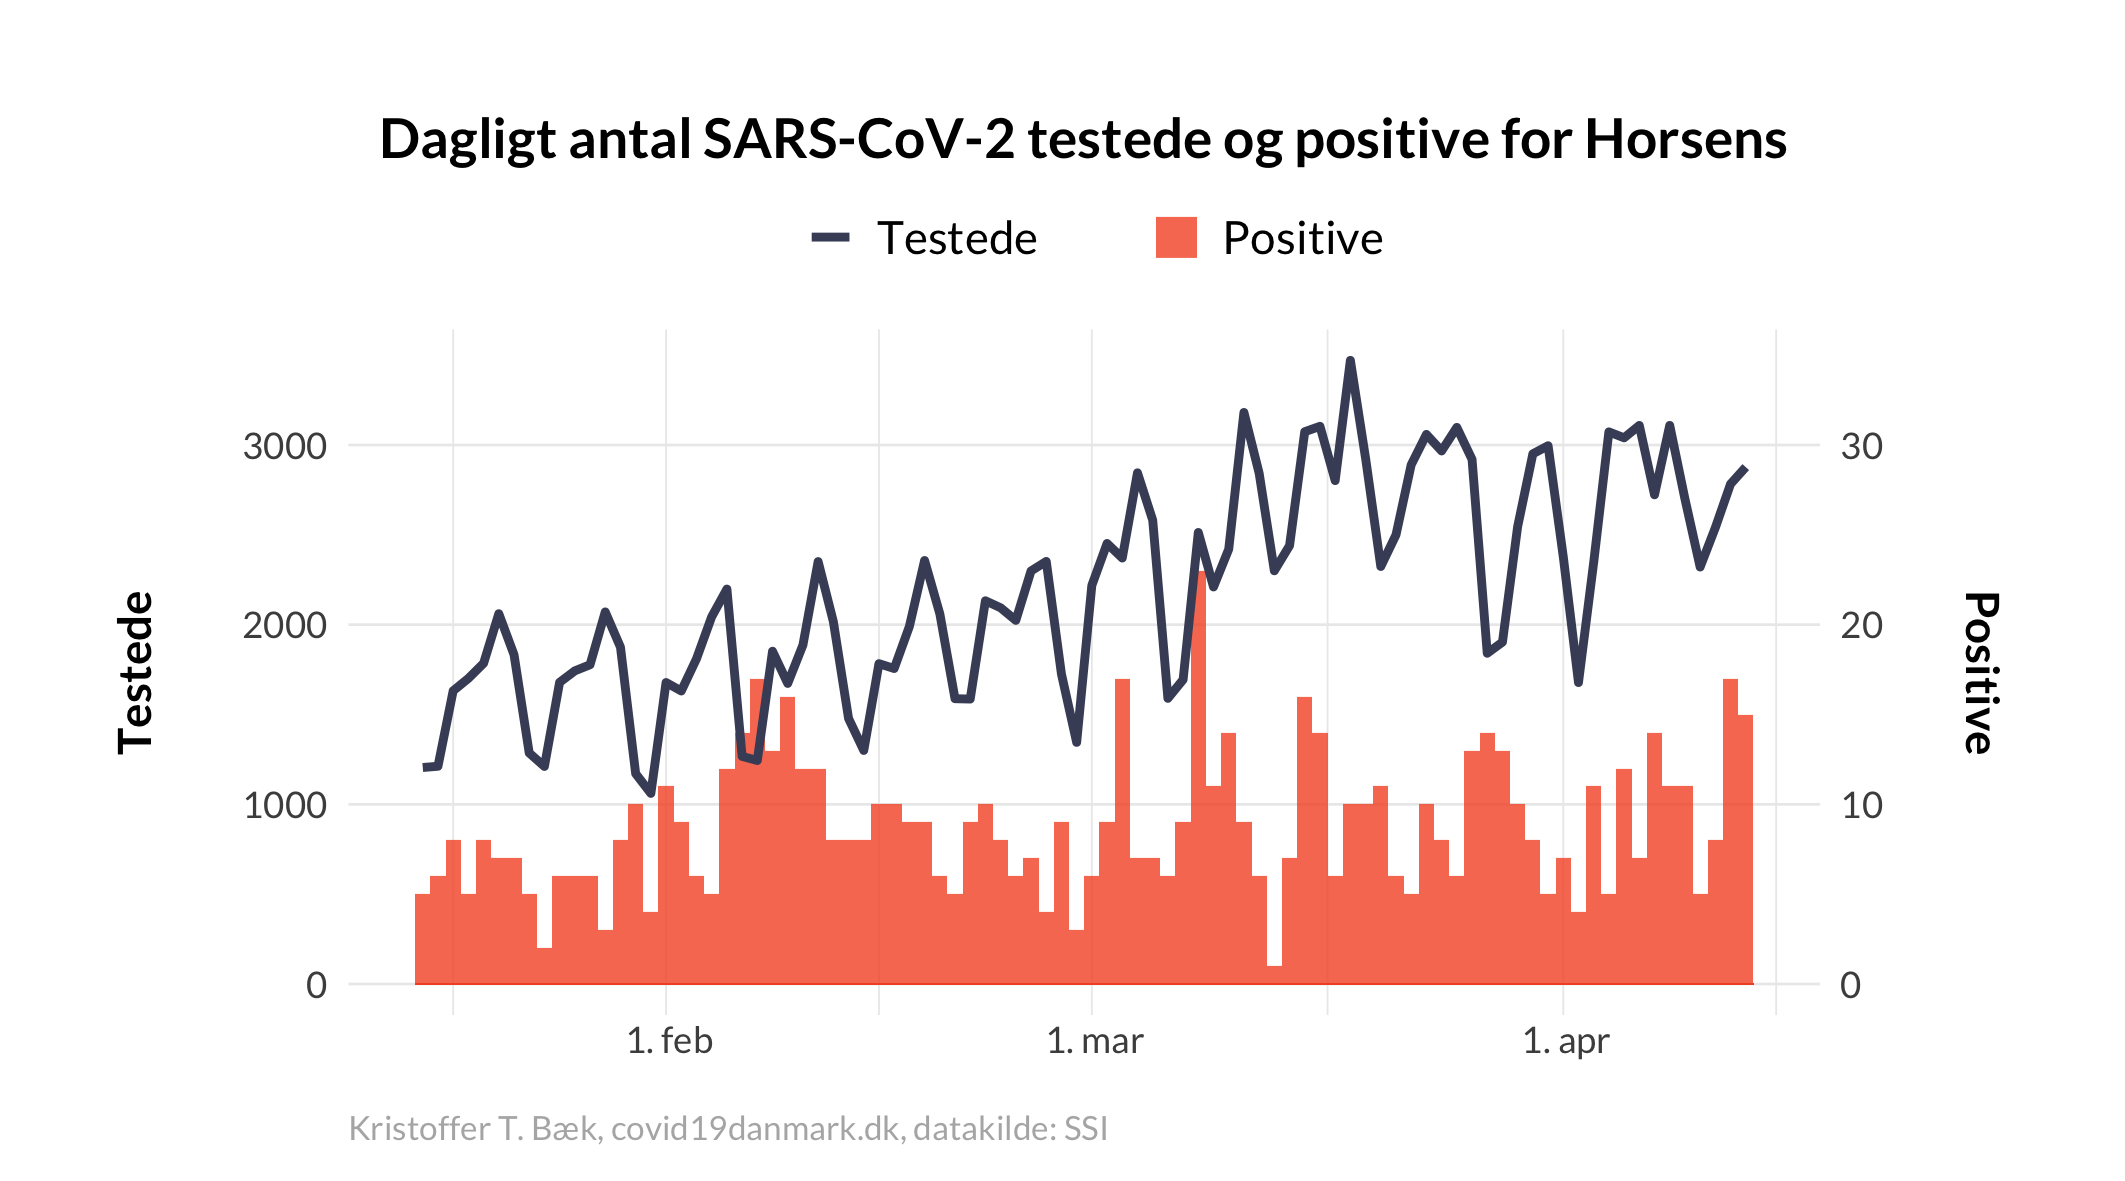 Dagligt antal SARS-CoV-2 testede og positive for Horsens
Testede
Positive
Testede
3000
2000
1000
0
30
20
10
0
Positive
1. feb
1. mar
1. apr
Kristoffer T. Bæk, covid19danmark.dk, datakilde: SSI